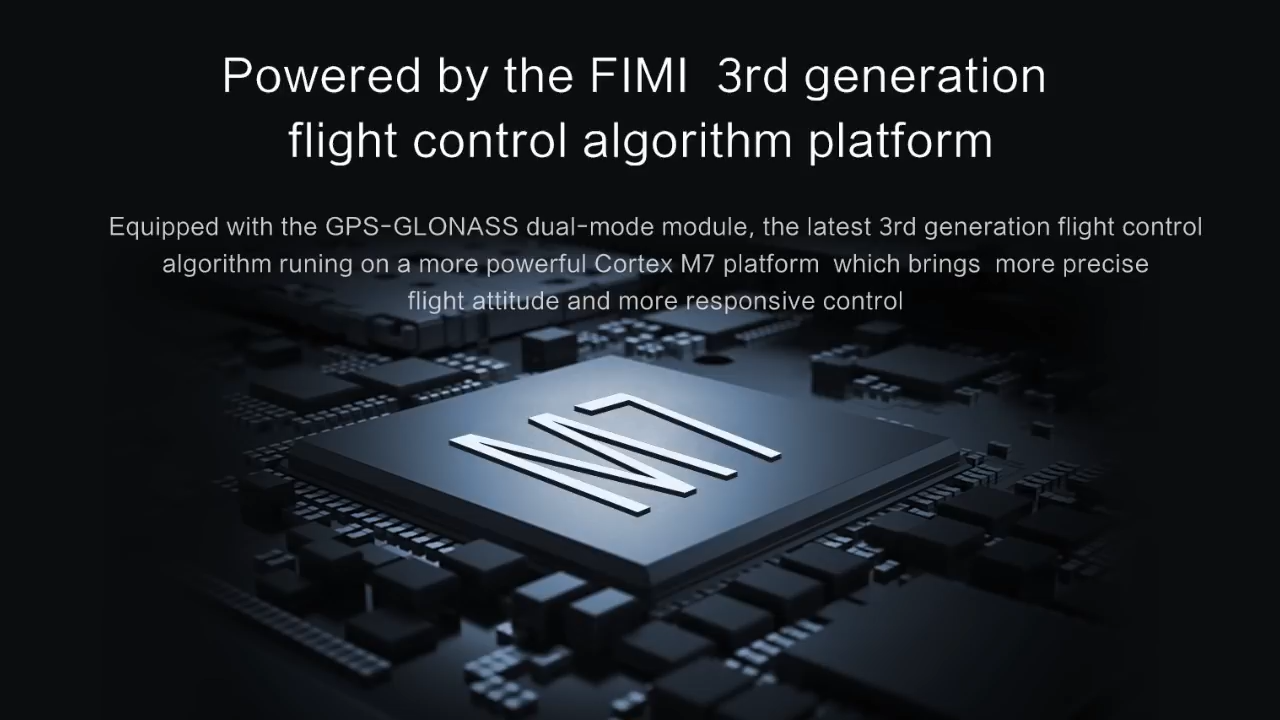 Powered by the FIMI  3rd generation
flight control algorithm platform
Equipped with the GPS-GLONASS dual-mode module, the latest 3rd generation flight control
algorithm runing on a more powerful Cortex M7 platform  which brings  more precise
flight attitude and more responsive control
M7